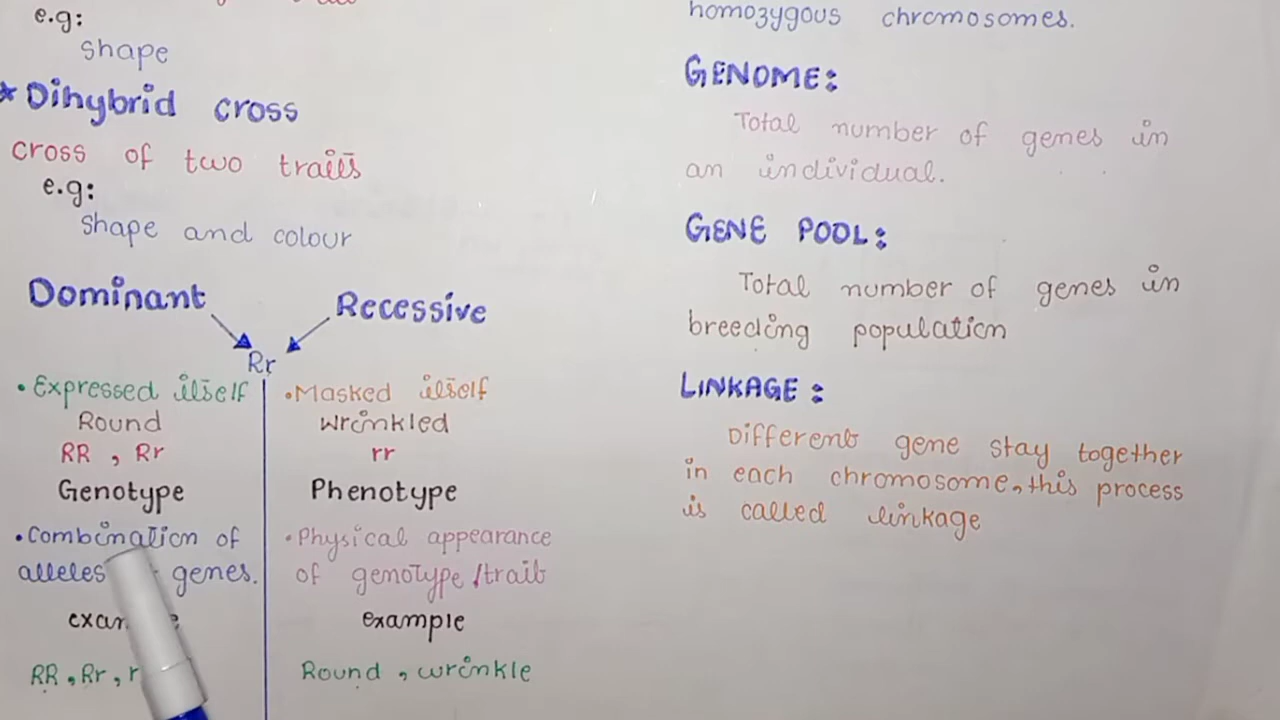 e.g:
shape
* Dihybrid cross
cross of two traits
e.g:
shape and colour
Dominant Recessive
Rr
• Expressed itself
Round
RR , Rr
Genotype
• Combination of
alleles genes.
RR , Rr , r
• Masked itself
wrinkled
rr
Phenotype
• Physical appearance
of genotype /trait
example
Round , wrinkle
homozygous chromosomes.
GENOME:
Total number of genes in
an individual.
GENE POOL:
Total number of genes in
breeding population
LINKAGE :
Different gene stay together
in each chromosome, this process
is called linkage